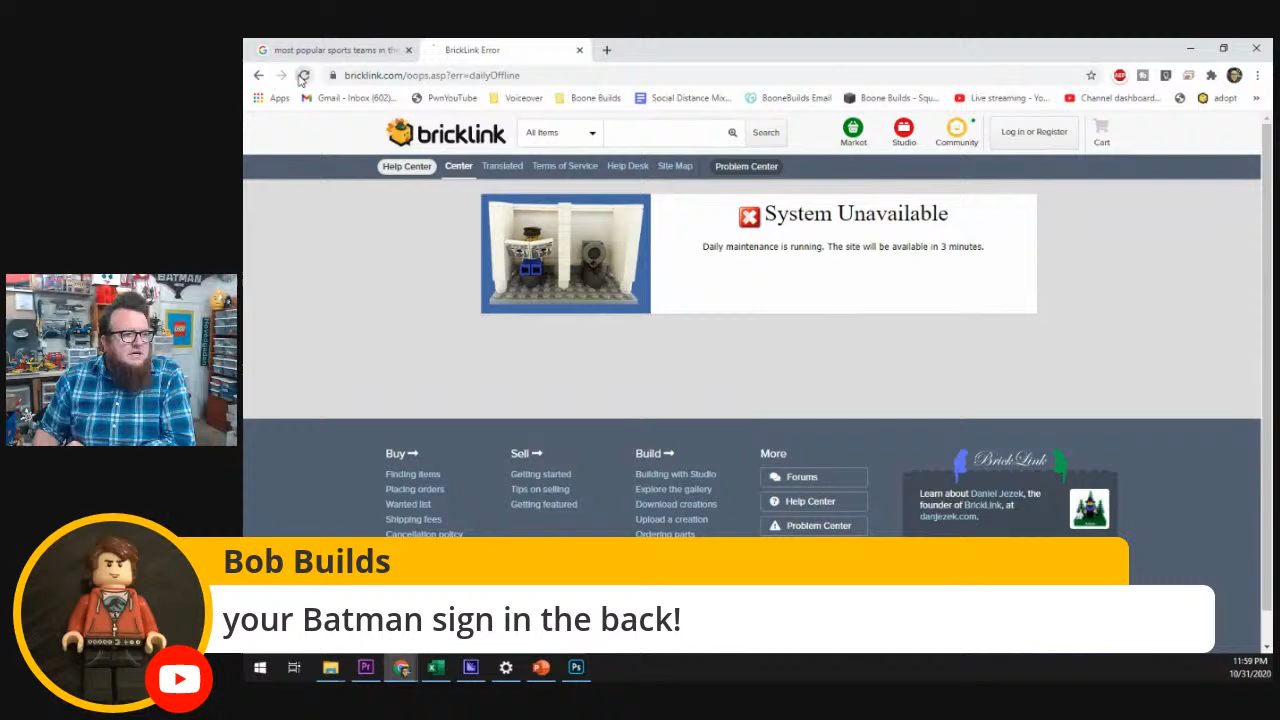 most popular sports teams in the
BrickLink Error
bricklink.com/oops.asp?err=dailyOffline
Apps
Gmail - Inbox (602)...
PwnYouTube
Voiceover
Boone Builds
Social Distance Mix...
BooneBuilds Email
Boone Builds - Squ...
Live streaming - Yo...
Channel dashboard...
adopt
bricklink
All Items
Search
Market
Studio
Community
Log in or Register
Cart
Help Center
Center
Translated
Terms of Service
Help Desk
Site Map
Problem Center
System Unavailable
Daily maintenance is running. The site will be available in 3 minutes.
BATMAN
LEGO
Buy
Finding items
Placing orders
Wanted list
Shipping fees
Cancellation policy
Sell
Getting started
Tips on selling
Getting featured
Build
Building with Studio
Explore the gallery
Download creations
Upload a creation
Ordering parts
More
Forums
Help Center
Problem Center
BrickLink
Learn about Daniel Jezek, the
founder of BrickLink, at
danjezek.com.
Bob Builds
your Batman sign in the back!
11:59 PM
10/31/2020